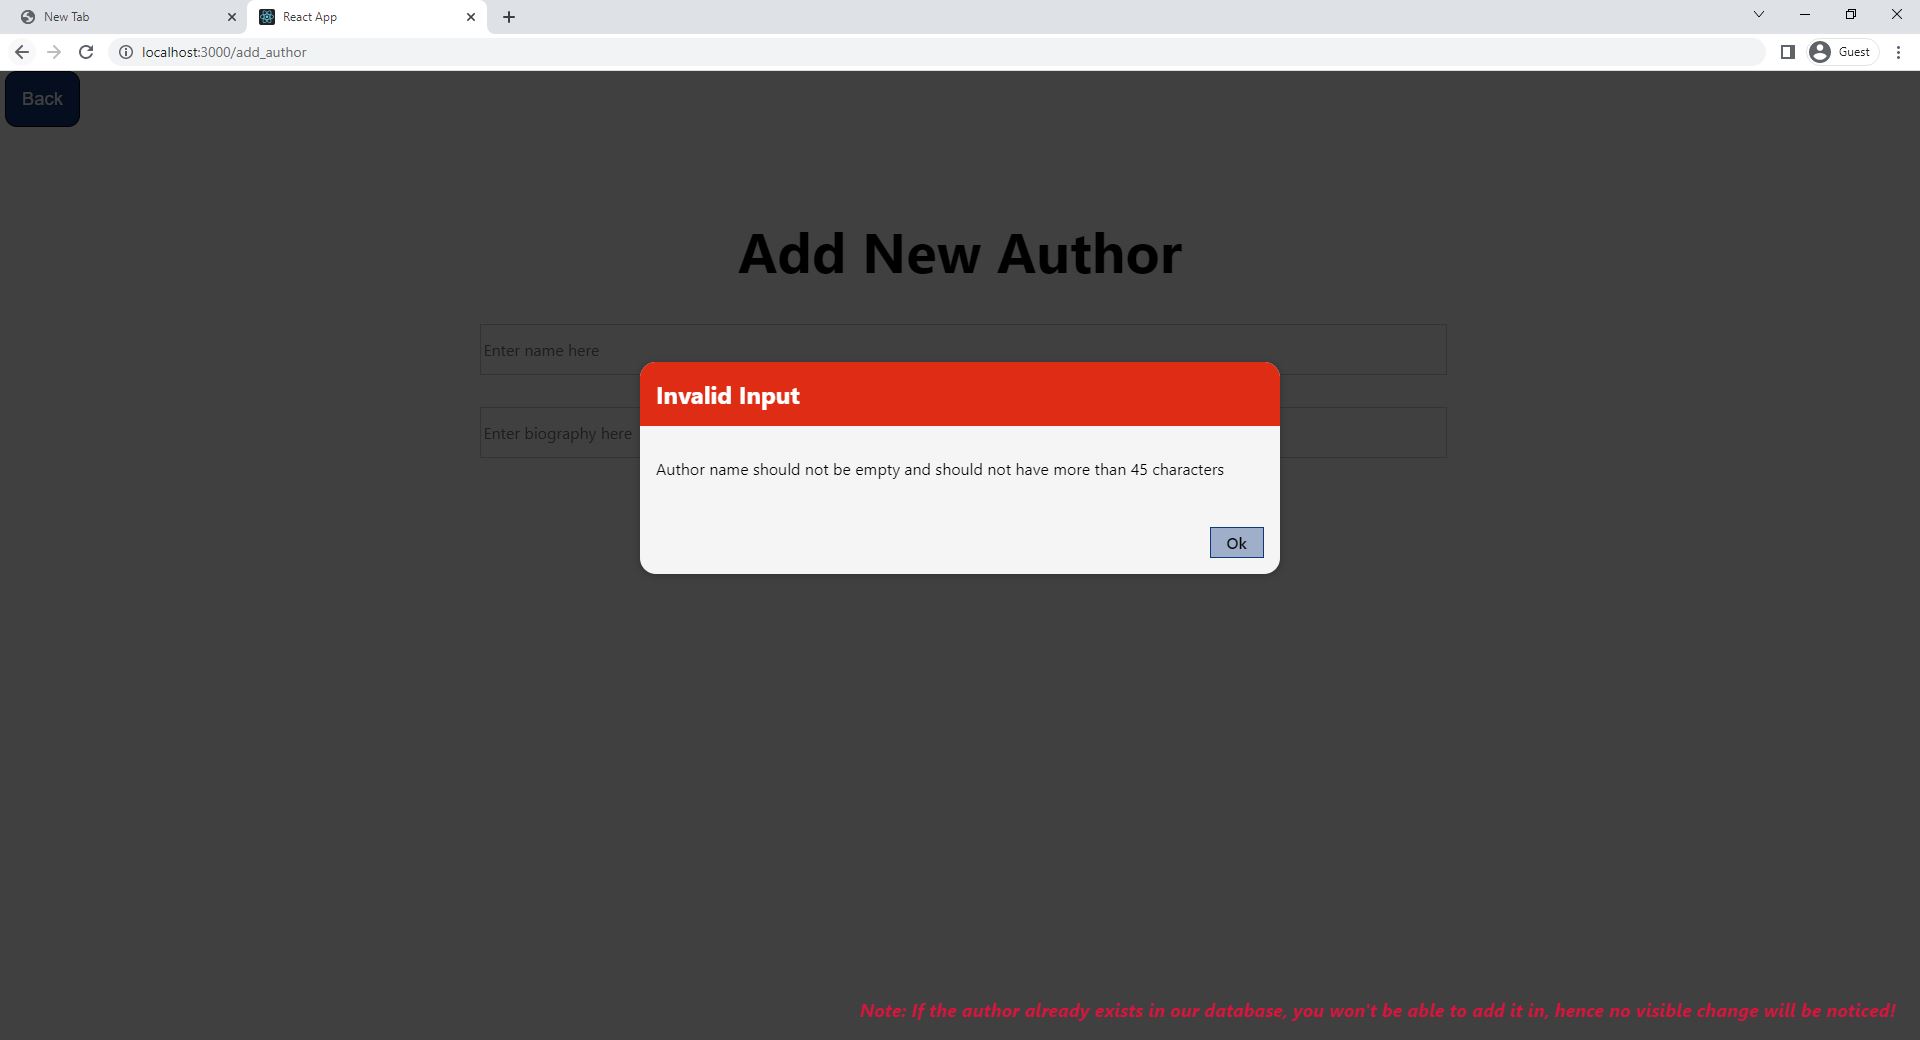 New Tab
React App
localhost:3000/add_author
Guest
Back
Add New Author
Enter name here
Invalid Input
Enter biography here
Author name should not be empty and should not have more than 45 characters
Ok
Note: If the author already exists in our database, you won't be able to add it in, hence no visible change will be noticed!